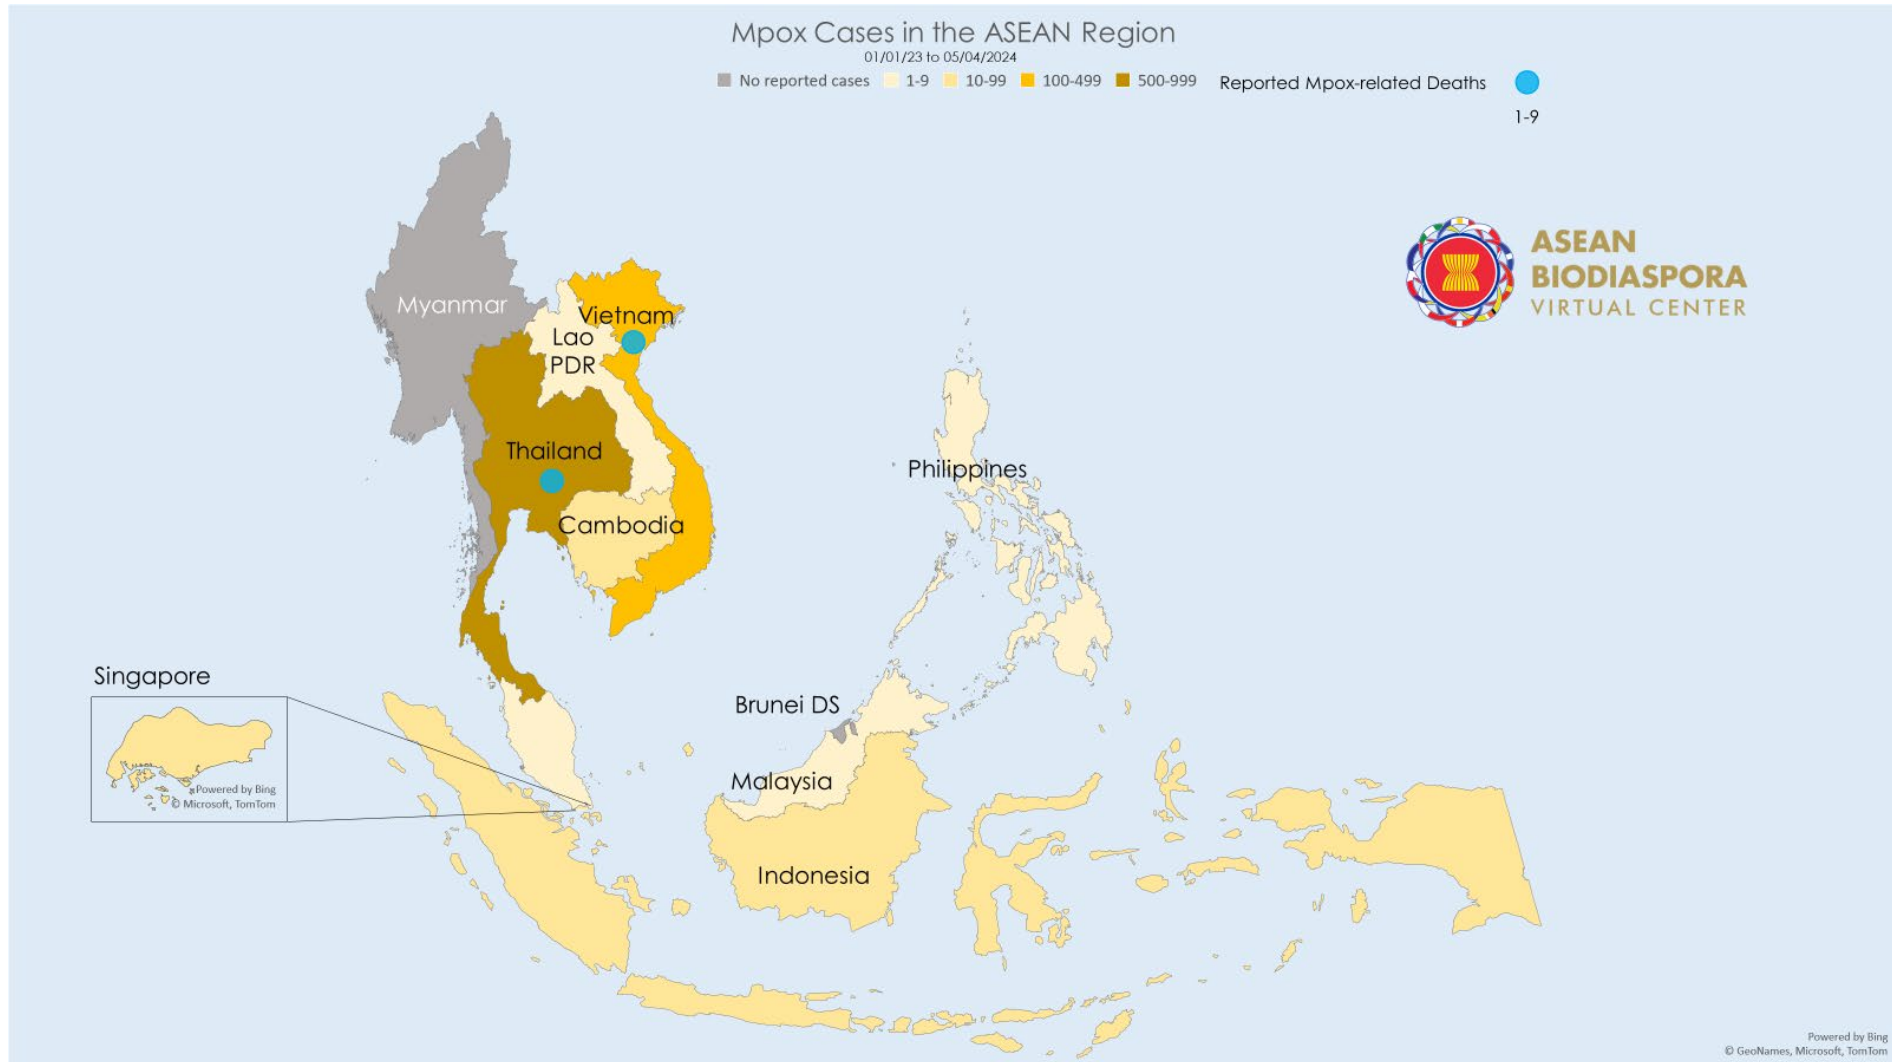 Mpox Cases in the ASEAN Region
01/01/23 to 05/04/2024
No reported cases 1-9 10-99 100-499 500-999 Reported Mpox-related Deaths
1-9
ASEAN
BIODIASPORA
VIRTUAL CENTER
Myanmar
Vietnam
Lao
PDR
Thailand
Philippines
Cambodia
Singapore
Powered by Bing
© Microsoft, TomTom
Brunei DS
Malaysia
Indonesia
Powered by Bing
© GeoNames, Microsoft, TomTom